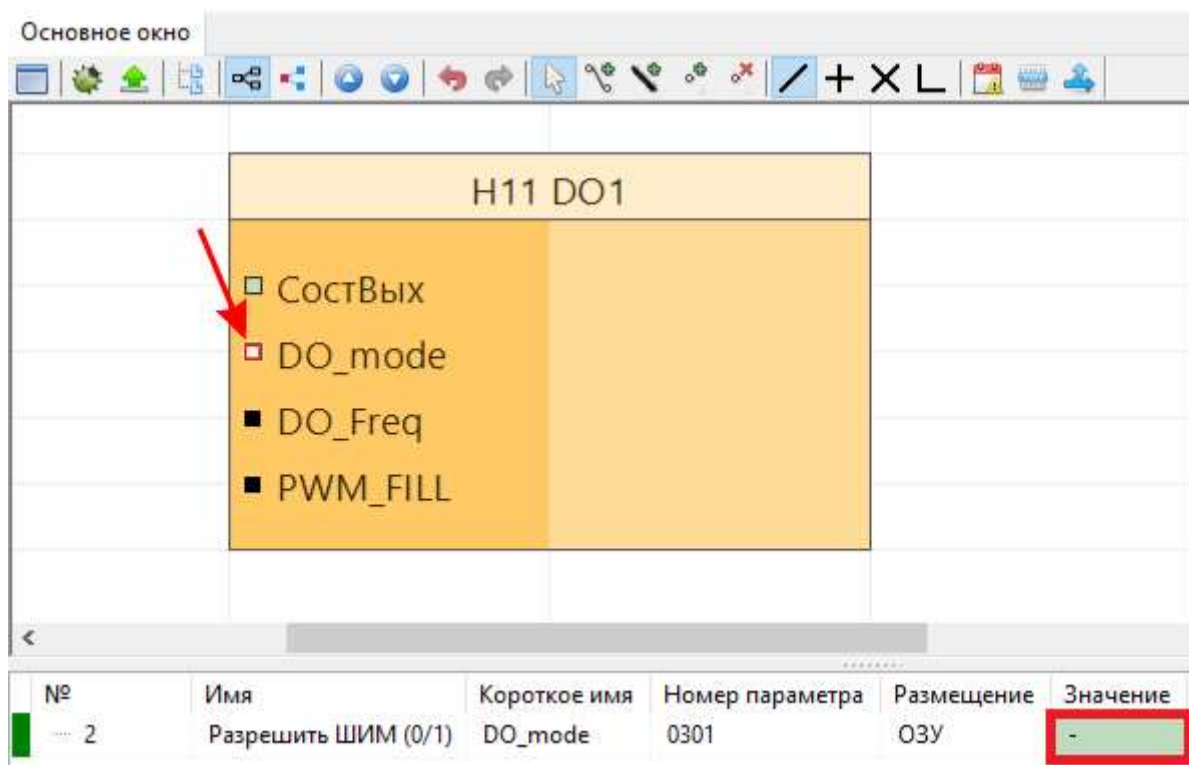 Основное окно
H11 DO1
СостВых
DO_mode
DO_Freq
PWM_FILL
№ Имя Короткое имя Номер параметра Размещение Значение
2 Разрешить ШИМ (0/1) DO_mode 0301 ОЗУ -